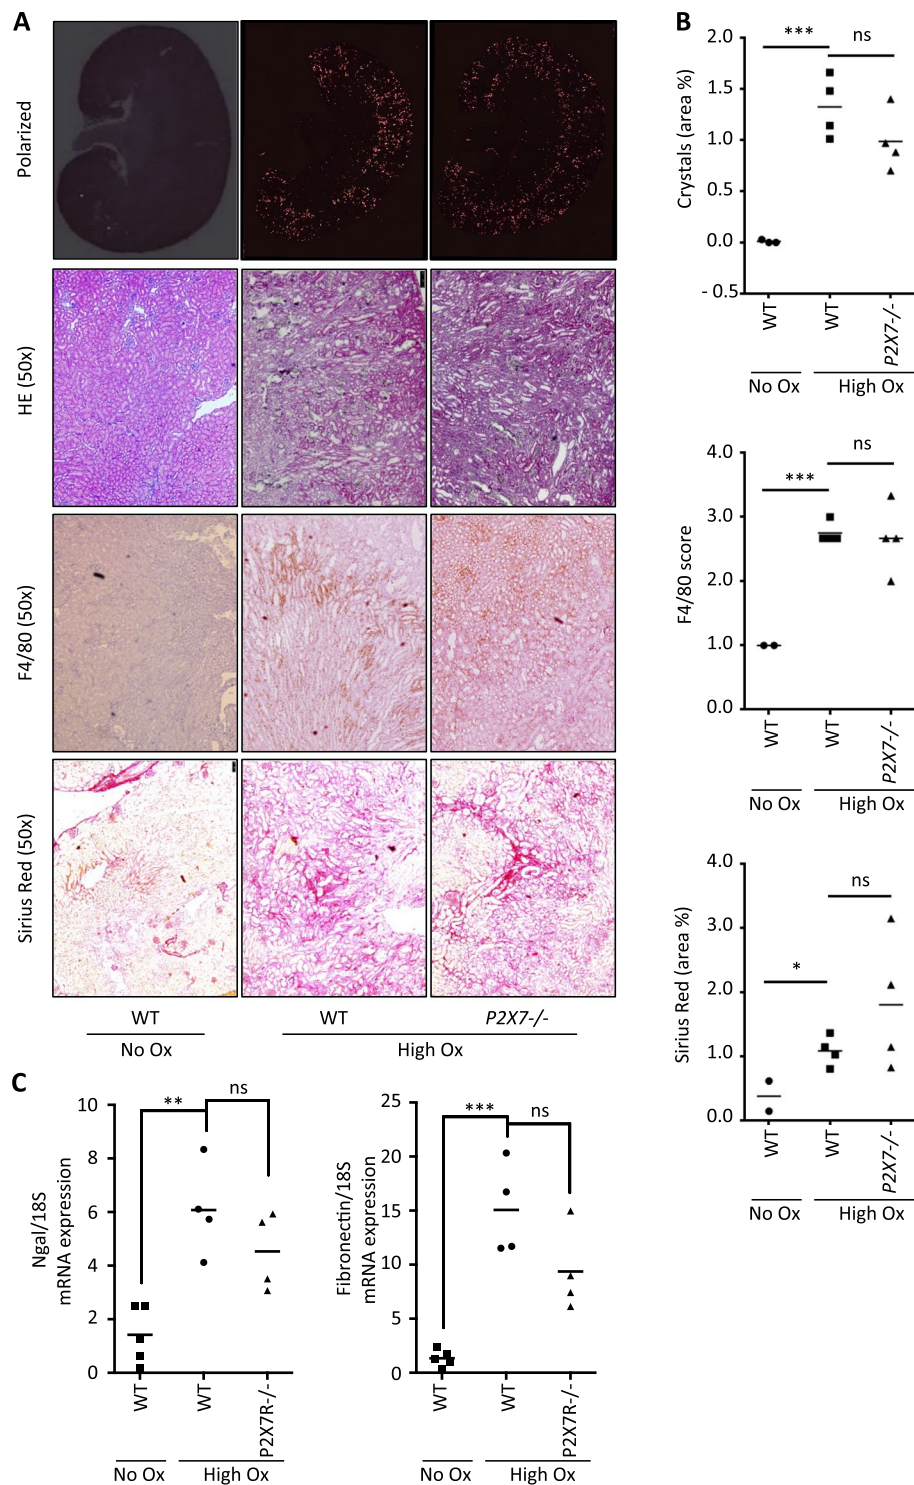 A
Polarized
HE (50x)
F4/80 (50x)
Sirius Red (50x)
WT
WT
P2X7-/-
No Ox
High Ox
B
Crystals (area %)
2.0
1.5
1.0
0.5
0.0
- 0.5
***
ns
WT
WT
P2X7-/-
No Ox
High Ox
F4/80 score
4.0
3.0
2.0
1.0
0.0
***
ns
WT
WT
P2X7-/-
No Ox
High Ox
Sirius Red (area %)
4.0
3.0
2.0
1.0
0.0
*
ns
WT
WT
P2X7-/-
No Ox
High Ox
C
Ngal/18S
mRNA expression
10
8
6
4
2
0
**
ns
WT
WT
P2X7R-/-
No Ox
High Ox
Fibronectin/18S
mRNA expression
25
20
15
10
5
0
***
ns
WT
WT
P2X7R-/-
No Ox
High Ox